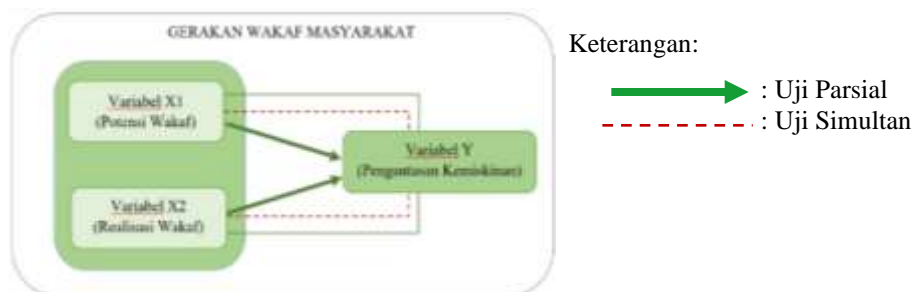 GERAKAN WAKAF MASYARAKAT
Variabel X1
(Potensi Wakaf)
Variabel Y
(Pengentasan Kemiskinan)
Variabel X2
(Realisasi Wakaf)
Keterangan:
: Uji Parsial
: Uji Simultan